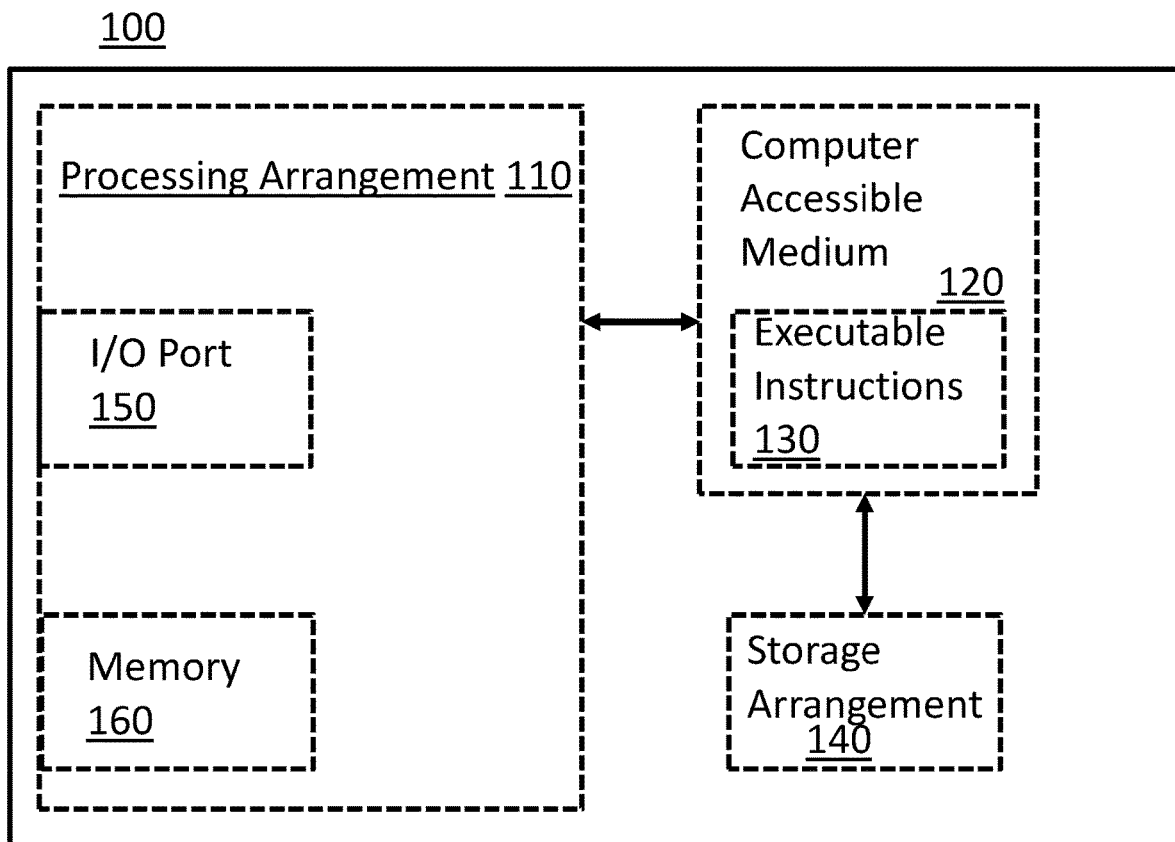 100
Processing Arrangement 110
I/O Port
150
Memory
160
Computer
Accessible
Medium
120
Executable
Instructions
130
Storage
Arrangement
140